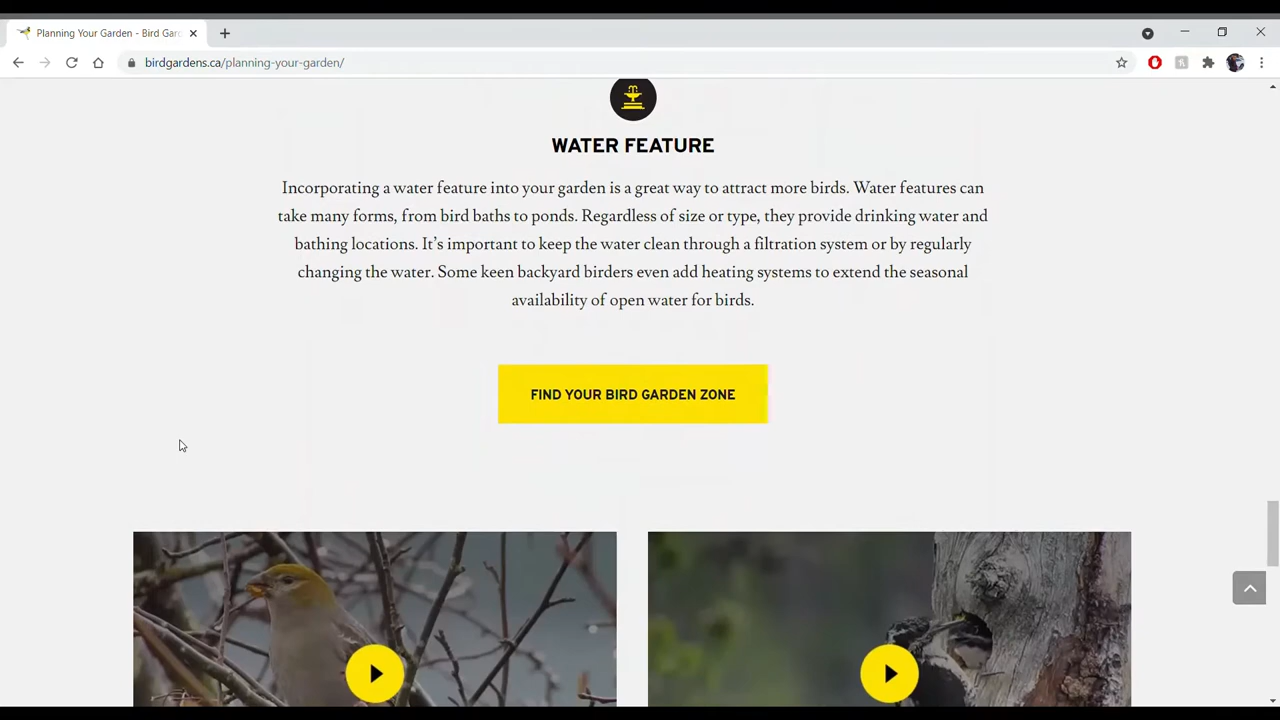 Planning Your Garden - Bird Gar
birdgardens.ca/planning-your-garden/
WATER FEATURE
Incorporating a water feature into your garden is a great way to attract more birds. Water features can
take many forms, from bird baths to ponds. Regardless of size or type, they provide drinking water and
bathing locations. It’s important to keep the water clean through a filtration system or by regularly
changing the water. Some keen backyard birders even add heating systems to extend the seasonal
availability of open water for birds.
FIND YOUR BIRD GARDEN ZONE